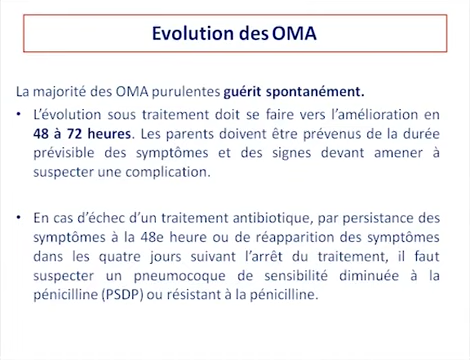 Evolution des OMA
La majorité des OMA purulentes guérit spontanément.
• L'évolution sous traitement doit se faire vers l'amélioration en
48 à 72 heures. Les parents doivent être prévenus de la durée
prévisible des symptômes et des signes devant amener à
suspecter une complication.
• En cas d'échec d'un traitement antibiotique, par persistance des
symptômes à la 48e heure ou de réapparition des symptômes
dans les quatre jours suivant l'arrêt du traitement, il faut
suspecter un pneumocoque de sensibilité diminuée à la
pénicilline (PSDP) ou résistant à la pénicilline.